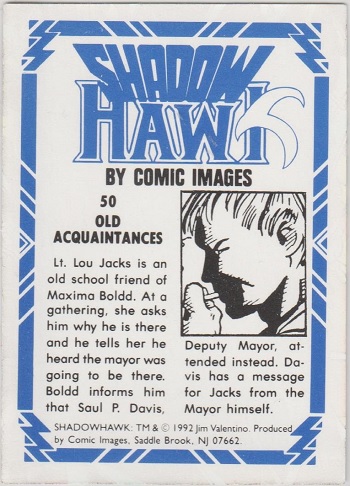 SHADOW
HAWK
BY COMIC IMAGES
50
OLD
ACQUAINTANCES
Lt. Lou Jacks is an
old school friend of
Maxima Boldd. At a
gathering, she asks
him why he is there
and he tells her he
heard the mayor was
going to be there.
Boldd informs him
that Saul P. Davis,
Deputy Mayor, at-
tended instead. Da-
vis has a message
for Jacks from the
Mayor himself.
SHADOWHAWK: TM & © 1992 Jim Valentino. Produced
by Comic Images, Saddle Brook, NJ 07662.